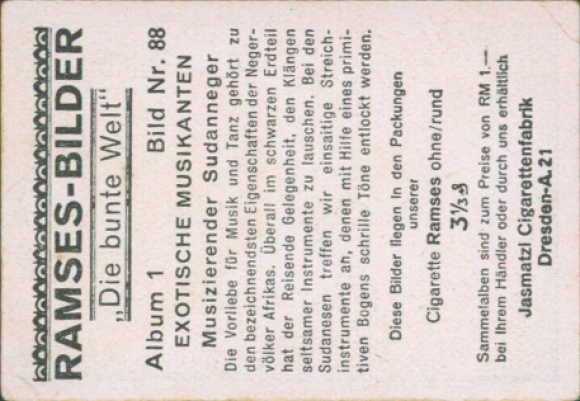 RAMSES-BILDER
„Die bunte Welt"
Album 1 Bild Nr. 88
EXOTISCHE MUSIKANTEN
Musizierender Sudanneger
Die Vorliebe für Musik und Tanz gehört zu
den bezeichnendsten Eigenschaften der Neger-
völker Afrikas. Überall im schwarzen Erdteil
hat der Reisende Gelegenheit, den Klängen
seltsamer Instrumente zu lauschen. Bei den
Sudanesen treffen wir einsaitige Streich-
instrumente an, denen mit Hilfe eines primi-
tiven Bogens schrille Töne entlockt werden.
Diese Bilder liegen in den Packungen
unserer
Cigarette Ramses ohne/rund
3⅓ ₰
Sammelalben sind zum Preise von RM 1.—
bei Ihrem Händler oder durch uns erhältlich
Jasmatzi Cigarettenfabrik
Dresden-A. 21